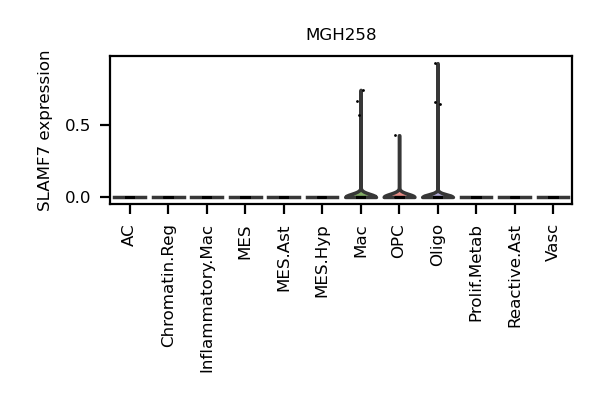 MGH258
SLAMF7 expression
0.5
0.0
AC
Chromatin.Reg
Inflammatory.Mac
MES
MES.Ast
MES.Hyp
Mac
OPC
Oligo
Prolif.Metab
Reactive.Ast
Vasc